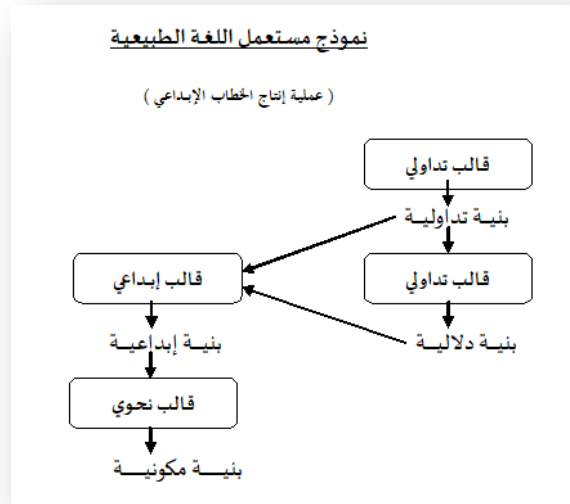 نموذج مستعمل اللغة الطبيعية
( عملية إنتاج الخطاب الإبداعي )
قالب تداولي
بنية تداولية
قالب تداولي
قالب إبداعي
بنية دلالية
بنية إبداعية
قالب نحوي
بنية مكونية